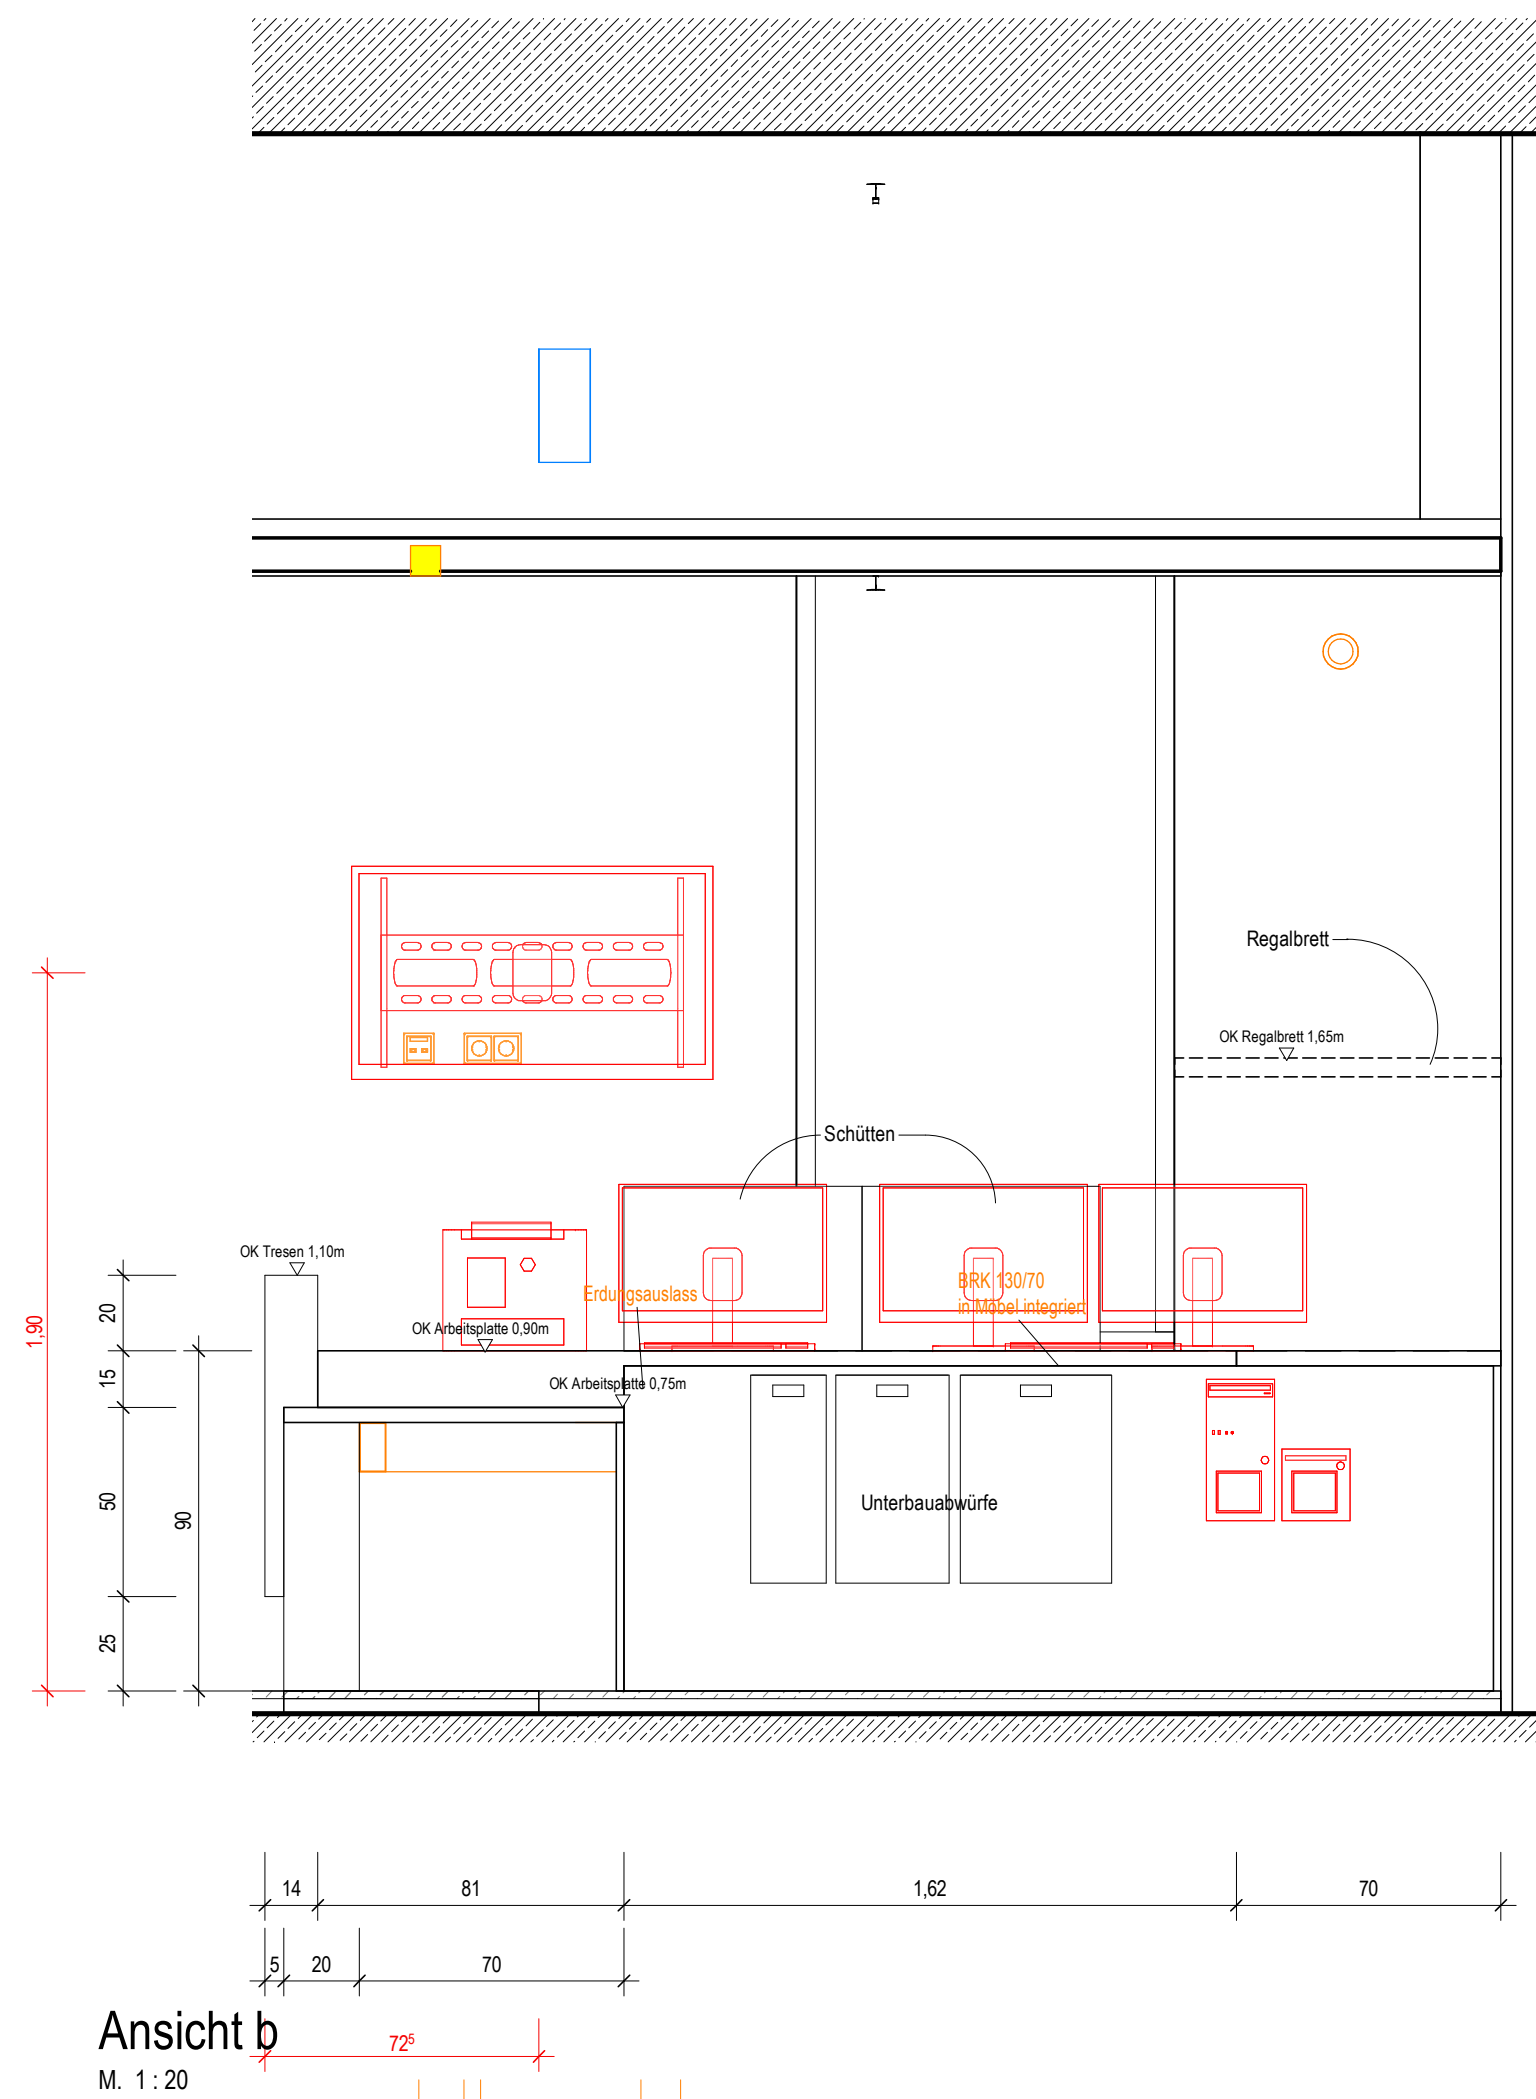 Regalbrett
OK Regalbrett 1,65m
Schütten
OK Tresen 1,10m
BRK 130/70
in Möbel integriert
Erdungsauslass
OK Arbeitsplatte 0,90m
OK Arbeitsplatte 0,75m
1,90
20
15
50
25
90
Unterbauabwürfe
14 81 1,62 70
5 20 70
Ansicht b
72⁵
M. 1 : 20